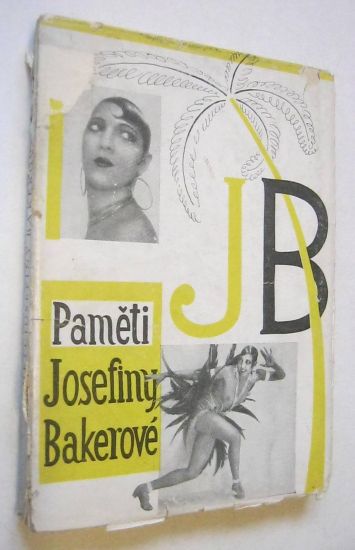 JB
Paměti
Josefiny
Bakerové